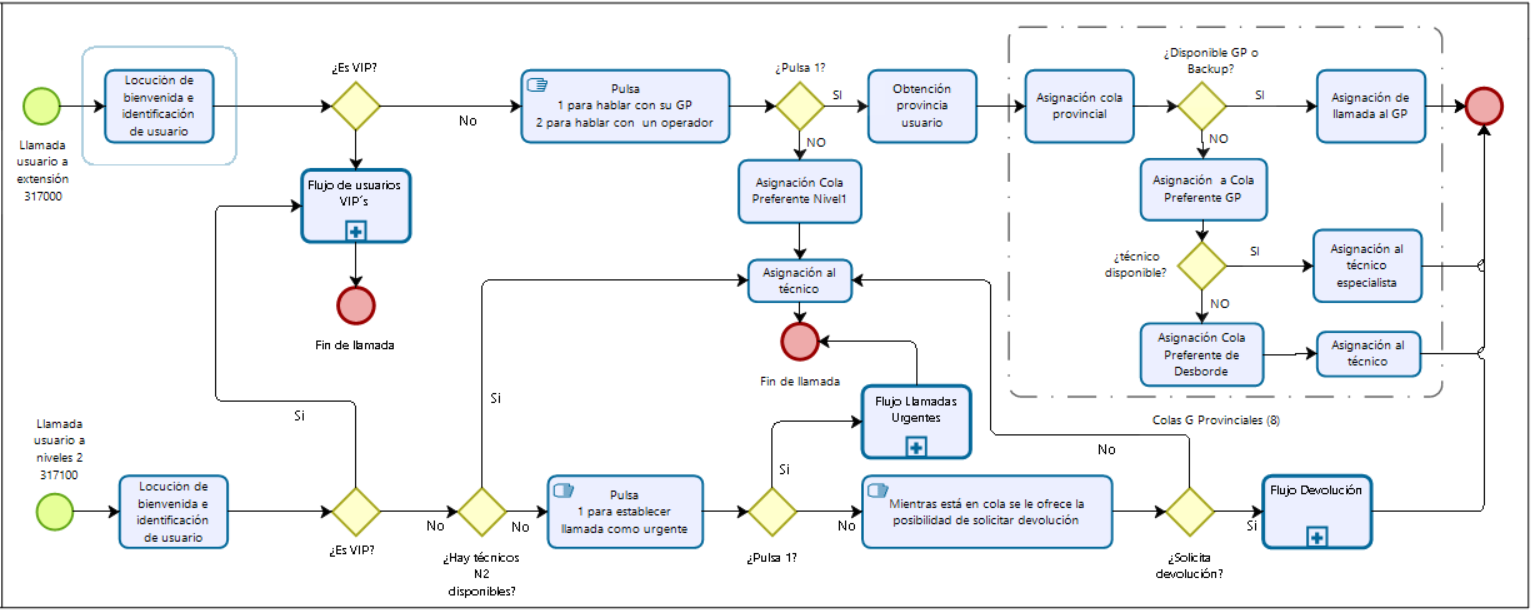 Llamada
usuario a
extensión
317000
Locución de
bienvenida e
identificación
de usuario
¿Es VIP?
No
Flujo de usuarios
VIP´s
Fin de llamada
Pulsa
1 para hablar con su GP
2 para hablar con un operador
¿Pulsa 1?
SI
NO
Asignación Cola
Preferente Nivel1
Asignación al
técnico
Fin de llamada
Obtención
provincia
usuario
Asignación cola
provincial
¿Disponible GP o
Backup?
SI
Asignación de
llamada al GP
NO
Asignación a Cola
Preferente GP
¿técnico
disponible?
SI
Asignación al
técnico
especialista
NO
Asignación Cola
Preferente de
Desborde
Asignación al
técnico
Colas G Provinciales (8)
Llamada
usuario a
niveles 2
317100
Locución de
bienvenida e
identificación
de usuario
Si
¿Es VIP?
No
Si
¿Hay técnicos
N2
disponibles?
No
Pulsa
1 para establecer
llamada como urgente
Si
¿Pulsa 1?
No
Flujo Llamadas
Urgentes
Mientras está en cola se le ofrece la
posibilidad de solicitar devolución
No
¿Solicita
devolución?
Si
Flujo Devolución